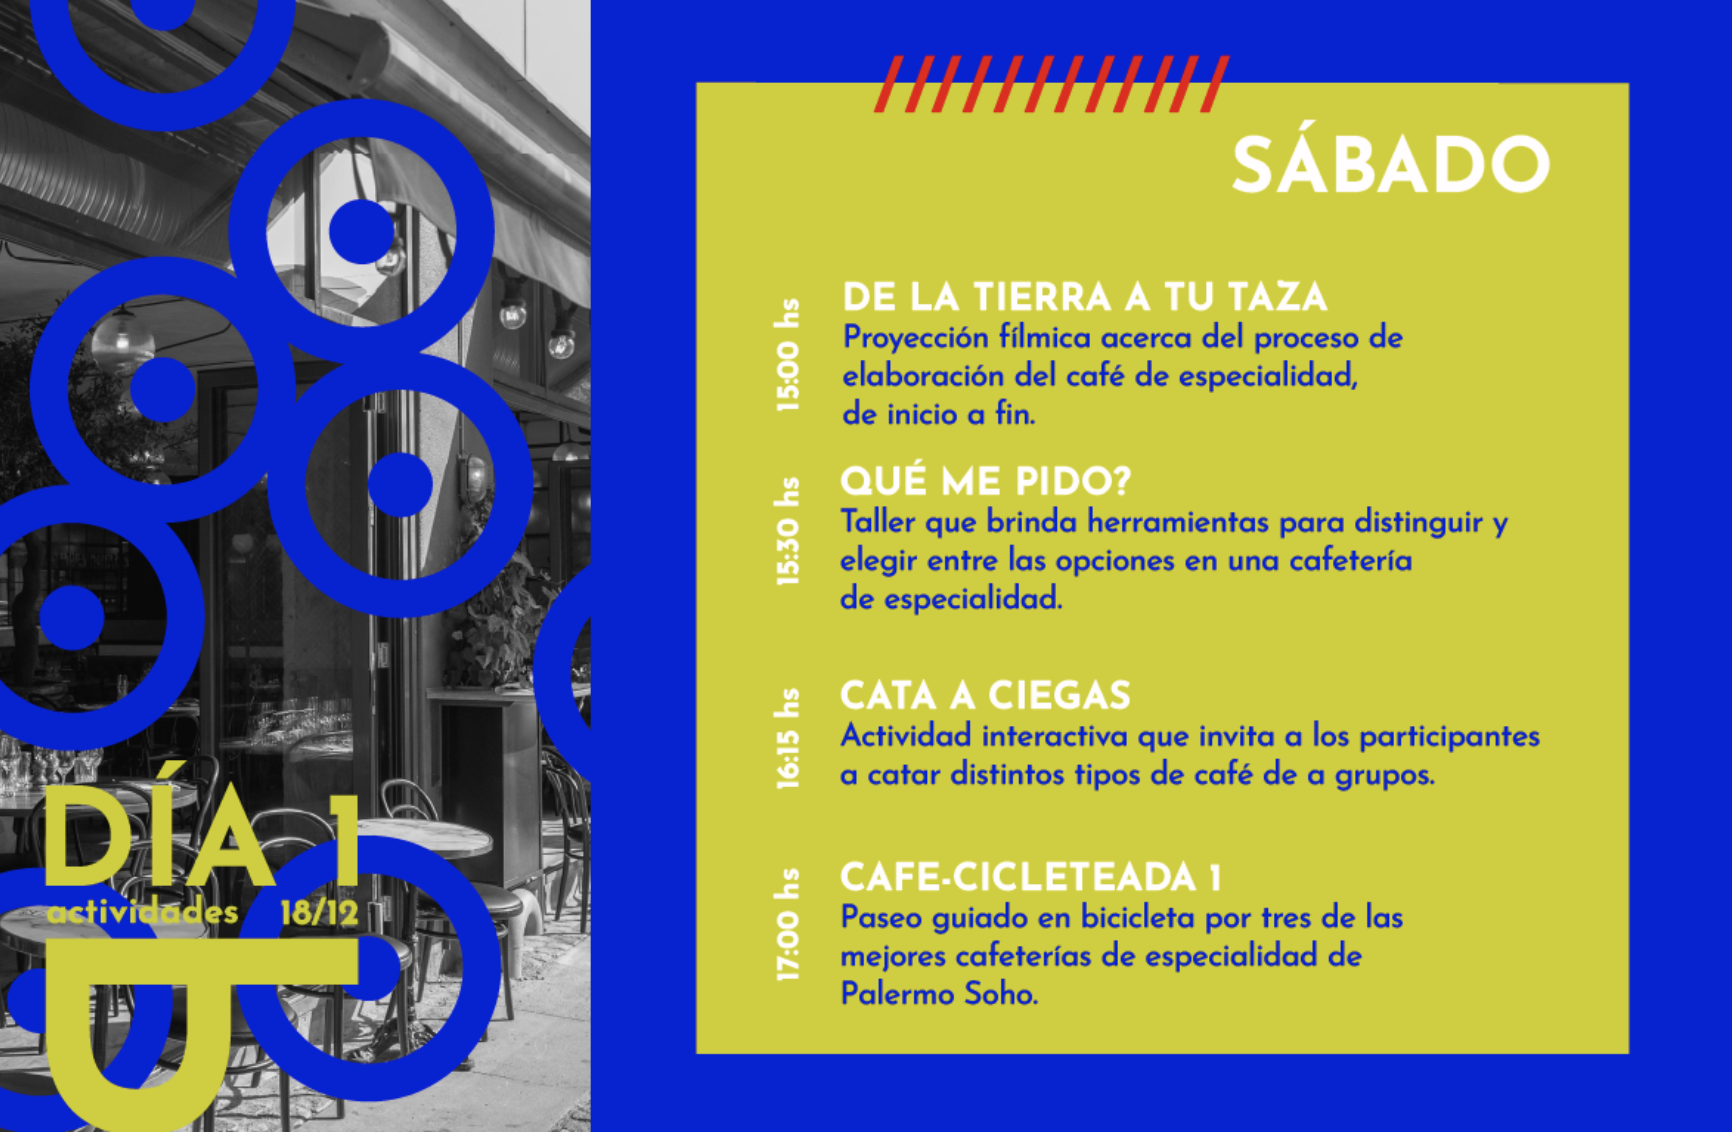 DÍA 1
actividades 18/12
SÁBADO
15:00 hs
DE LA TIERRA A TU TAZA
Proyección fílmica acerca del proceso de
elaboración del café de especialidad,
de inicio a fin.
15:30 hs
QUÉ ME PIDO?
Taller que brinda herramientas para distinguir y
elegir entre las opciones en una cafetería
de especialidad.
16:15 hs
CATA A CIEGAS
Actividad interactiva que invita a los participantes
a catar distintos tipos de café de a grupos.
17:00 hs
CAFE-CICLETEADA 1
Paseo guiado en bicicleta por tres de las
mejores cafeterías de especialidad de
Palermo Soho.